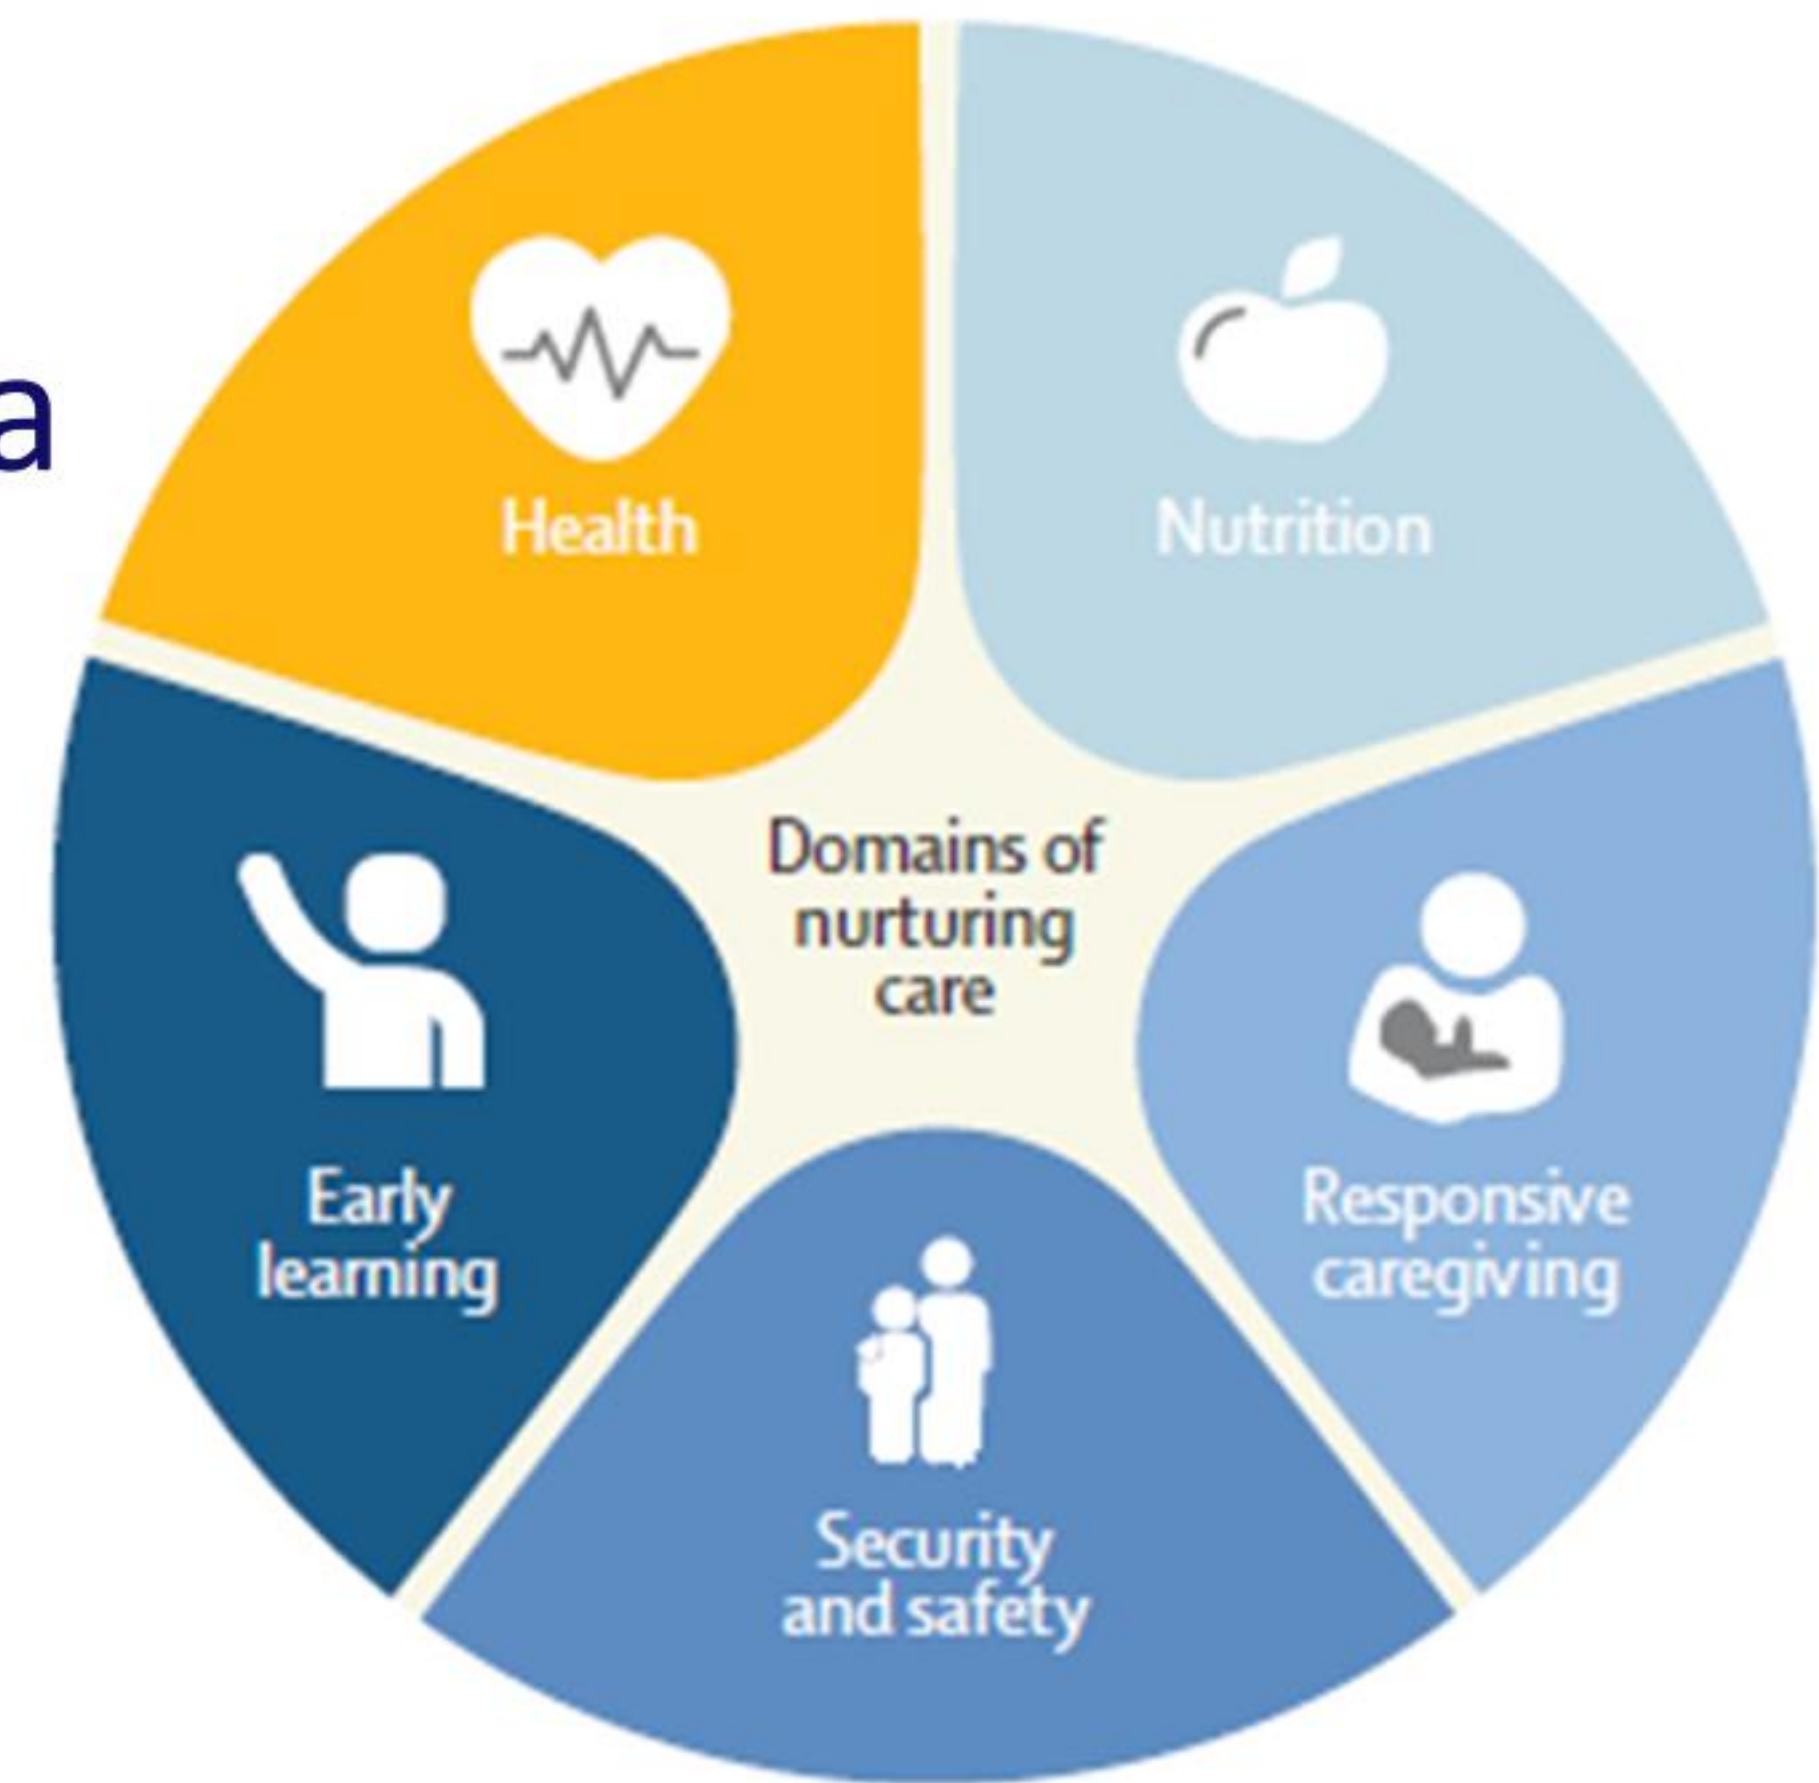 a
Health
Nutrition
Domains of
nurturing
care
Early
learning
Responsive
caregiving
Security
and safety